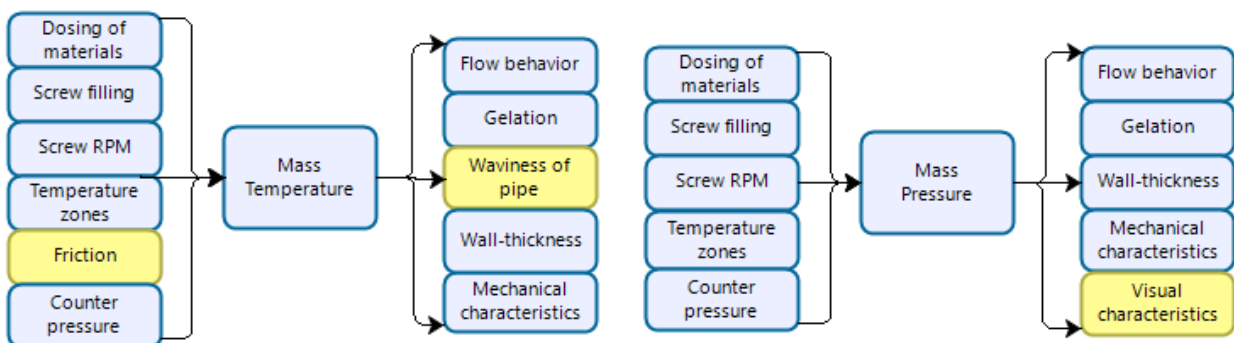 Dosing of
materials
Screw filling
Screw RPM
Temperature
zones
Friction
Counter
pressure
Mass
Temperature
Flow behavior
Gelation
Waviness of
pipe
Wall-thickness
Mechanical
characteristics
Dosing of
materials
Screw filling
Screw RPM
Temperature
zones
Counter
pressure
Mass
Pressure
Flow behavior
Gelation
Wall-thickness
Mechanical
characteristics
Visual
characteristics